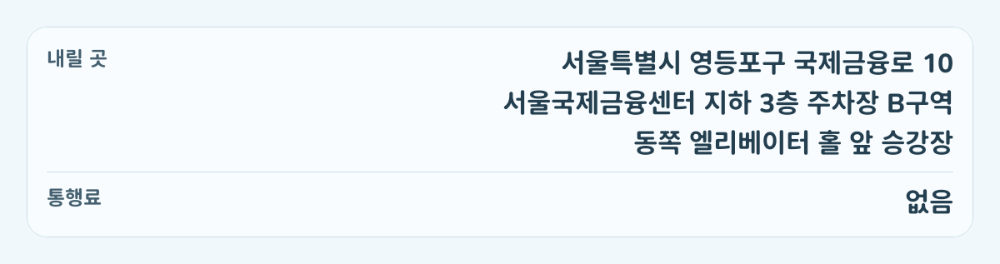 내릴 곳
서울특별시 영등포구 국제금융로 10
서울국제금융센터 지하 3층 주차장 B구역
동쪽 엘리베이터 홀 앞 승강장
통행료
없음